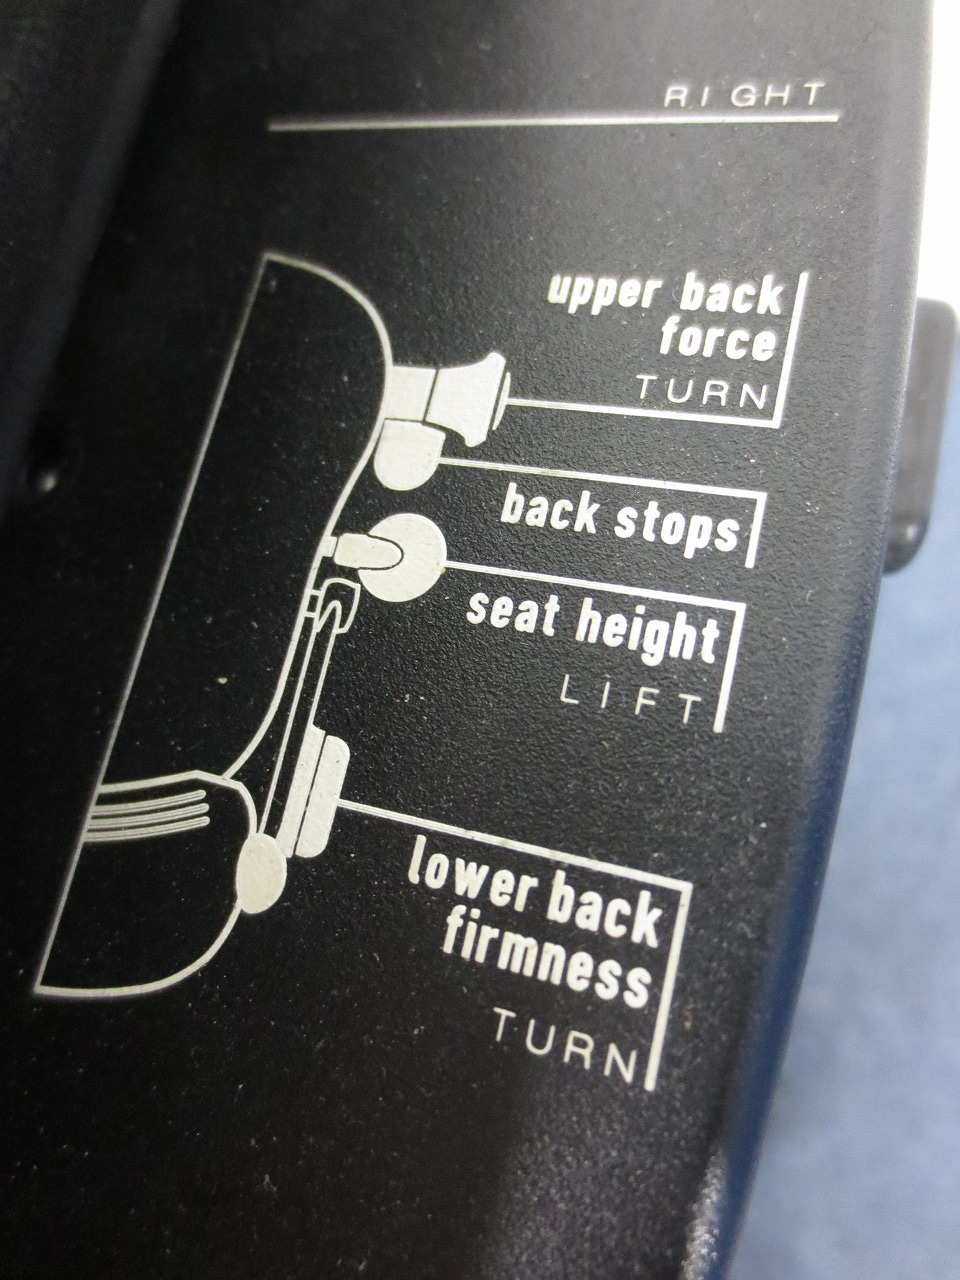 RIGHT
upper back
force
TURN
back stops
seat height
LIFT
lower back
firmness
TURN